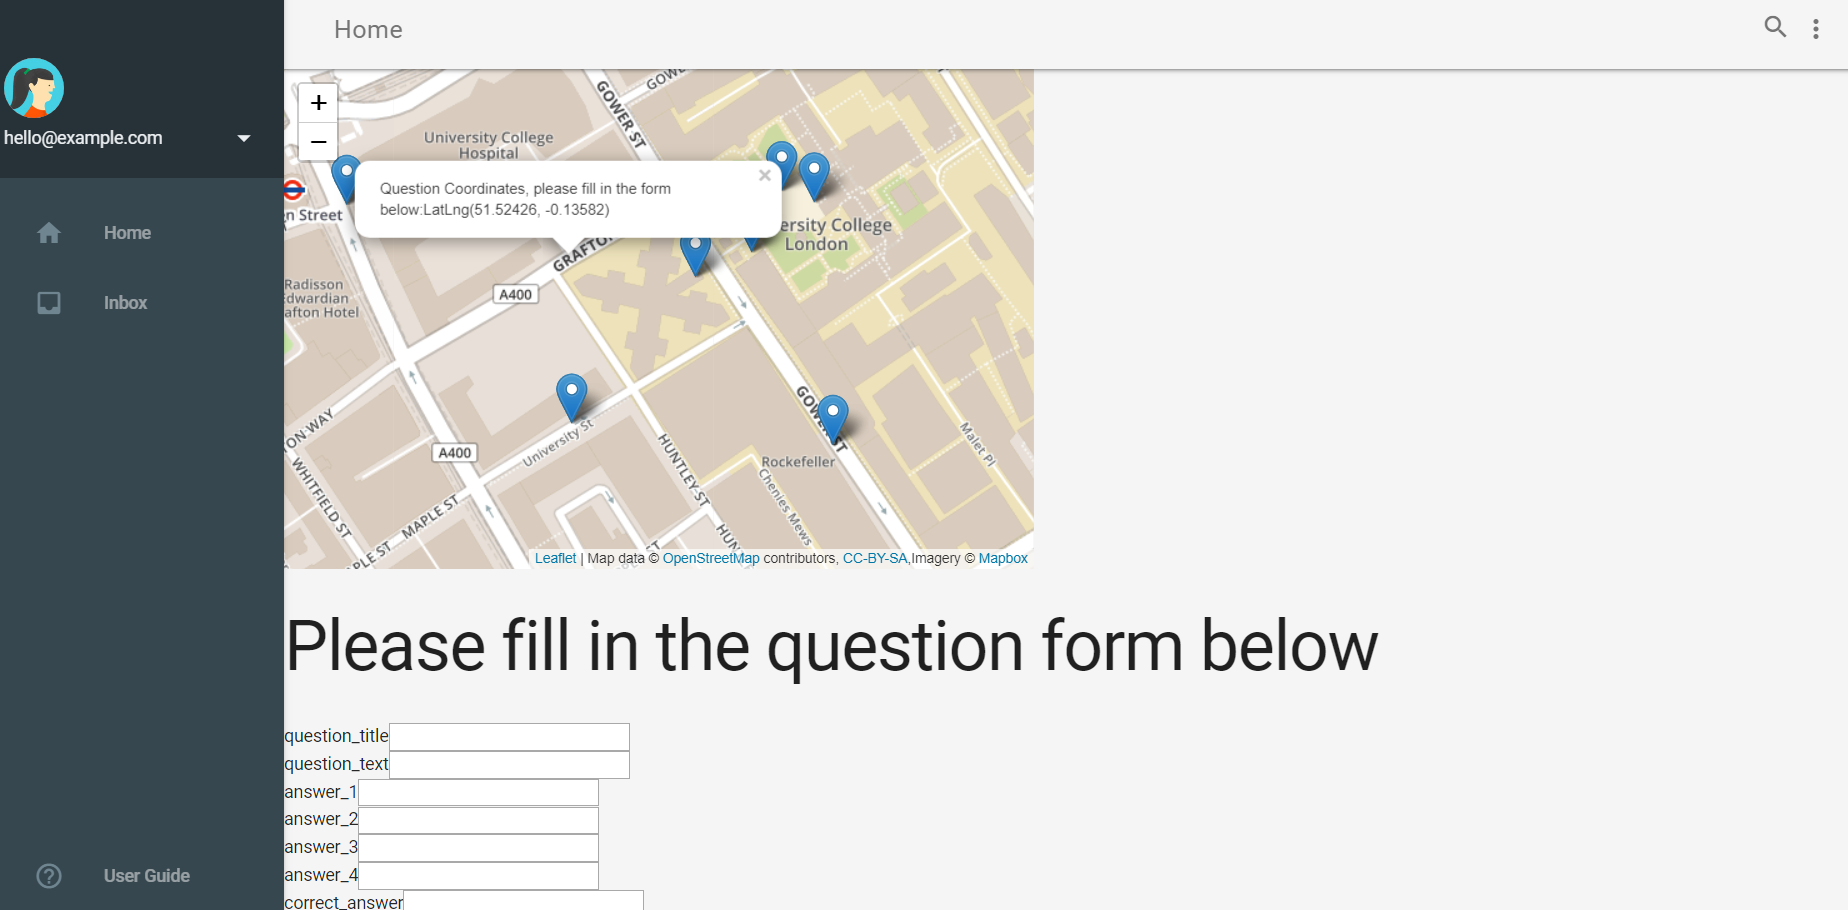 Home
hello@example.com
Home
Inbox
User Guide
+
−
GOWER ST
University College
Hospital
Question Coordinates, please fill in the form
below:LatLng(51.52426, -0.13582)
×
n Street
ersity College
London
GRAFTO
A400
Radisson
Edwardian
afton Hotel
GOWER ST
ON WAY
A400
University St
WHITFIELD ST
MAPLE ST
HUNTLEY ST
Rockefeller
Chenies Mews
Malet Pl
PLE ST
HUN
Leaflet | Map data © OpenStreetMap contributors, CC-BY-SA,Imagery © Mapbox
Please fill in the question form below
question_title
question_text
answer_1
answer_2
answer_3
answer_4
correct_answer